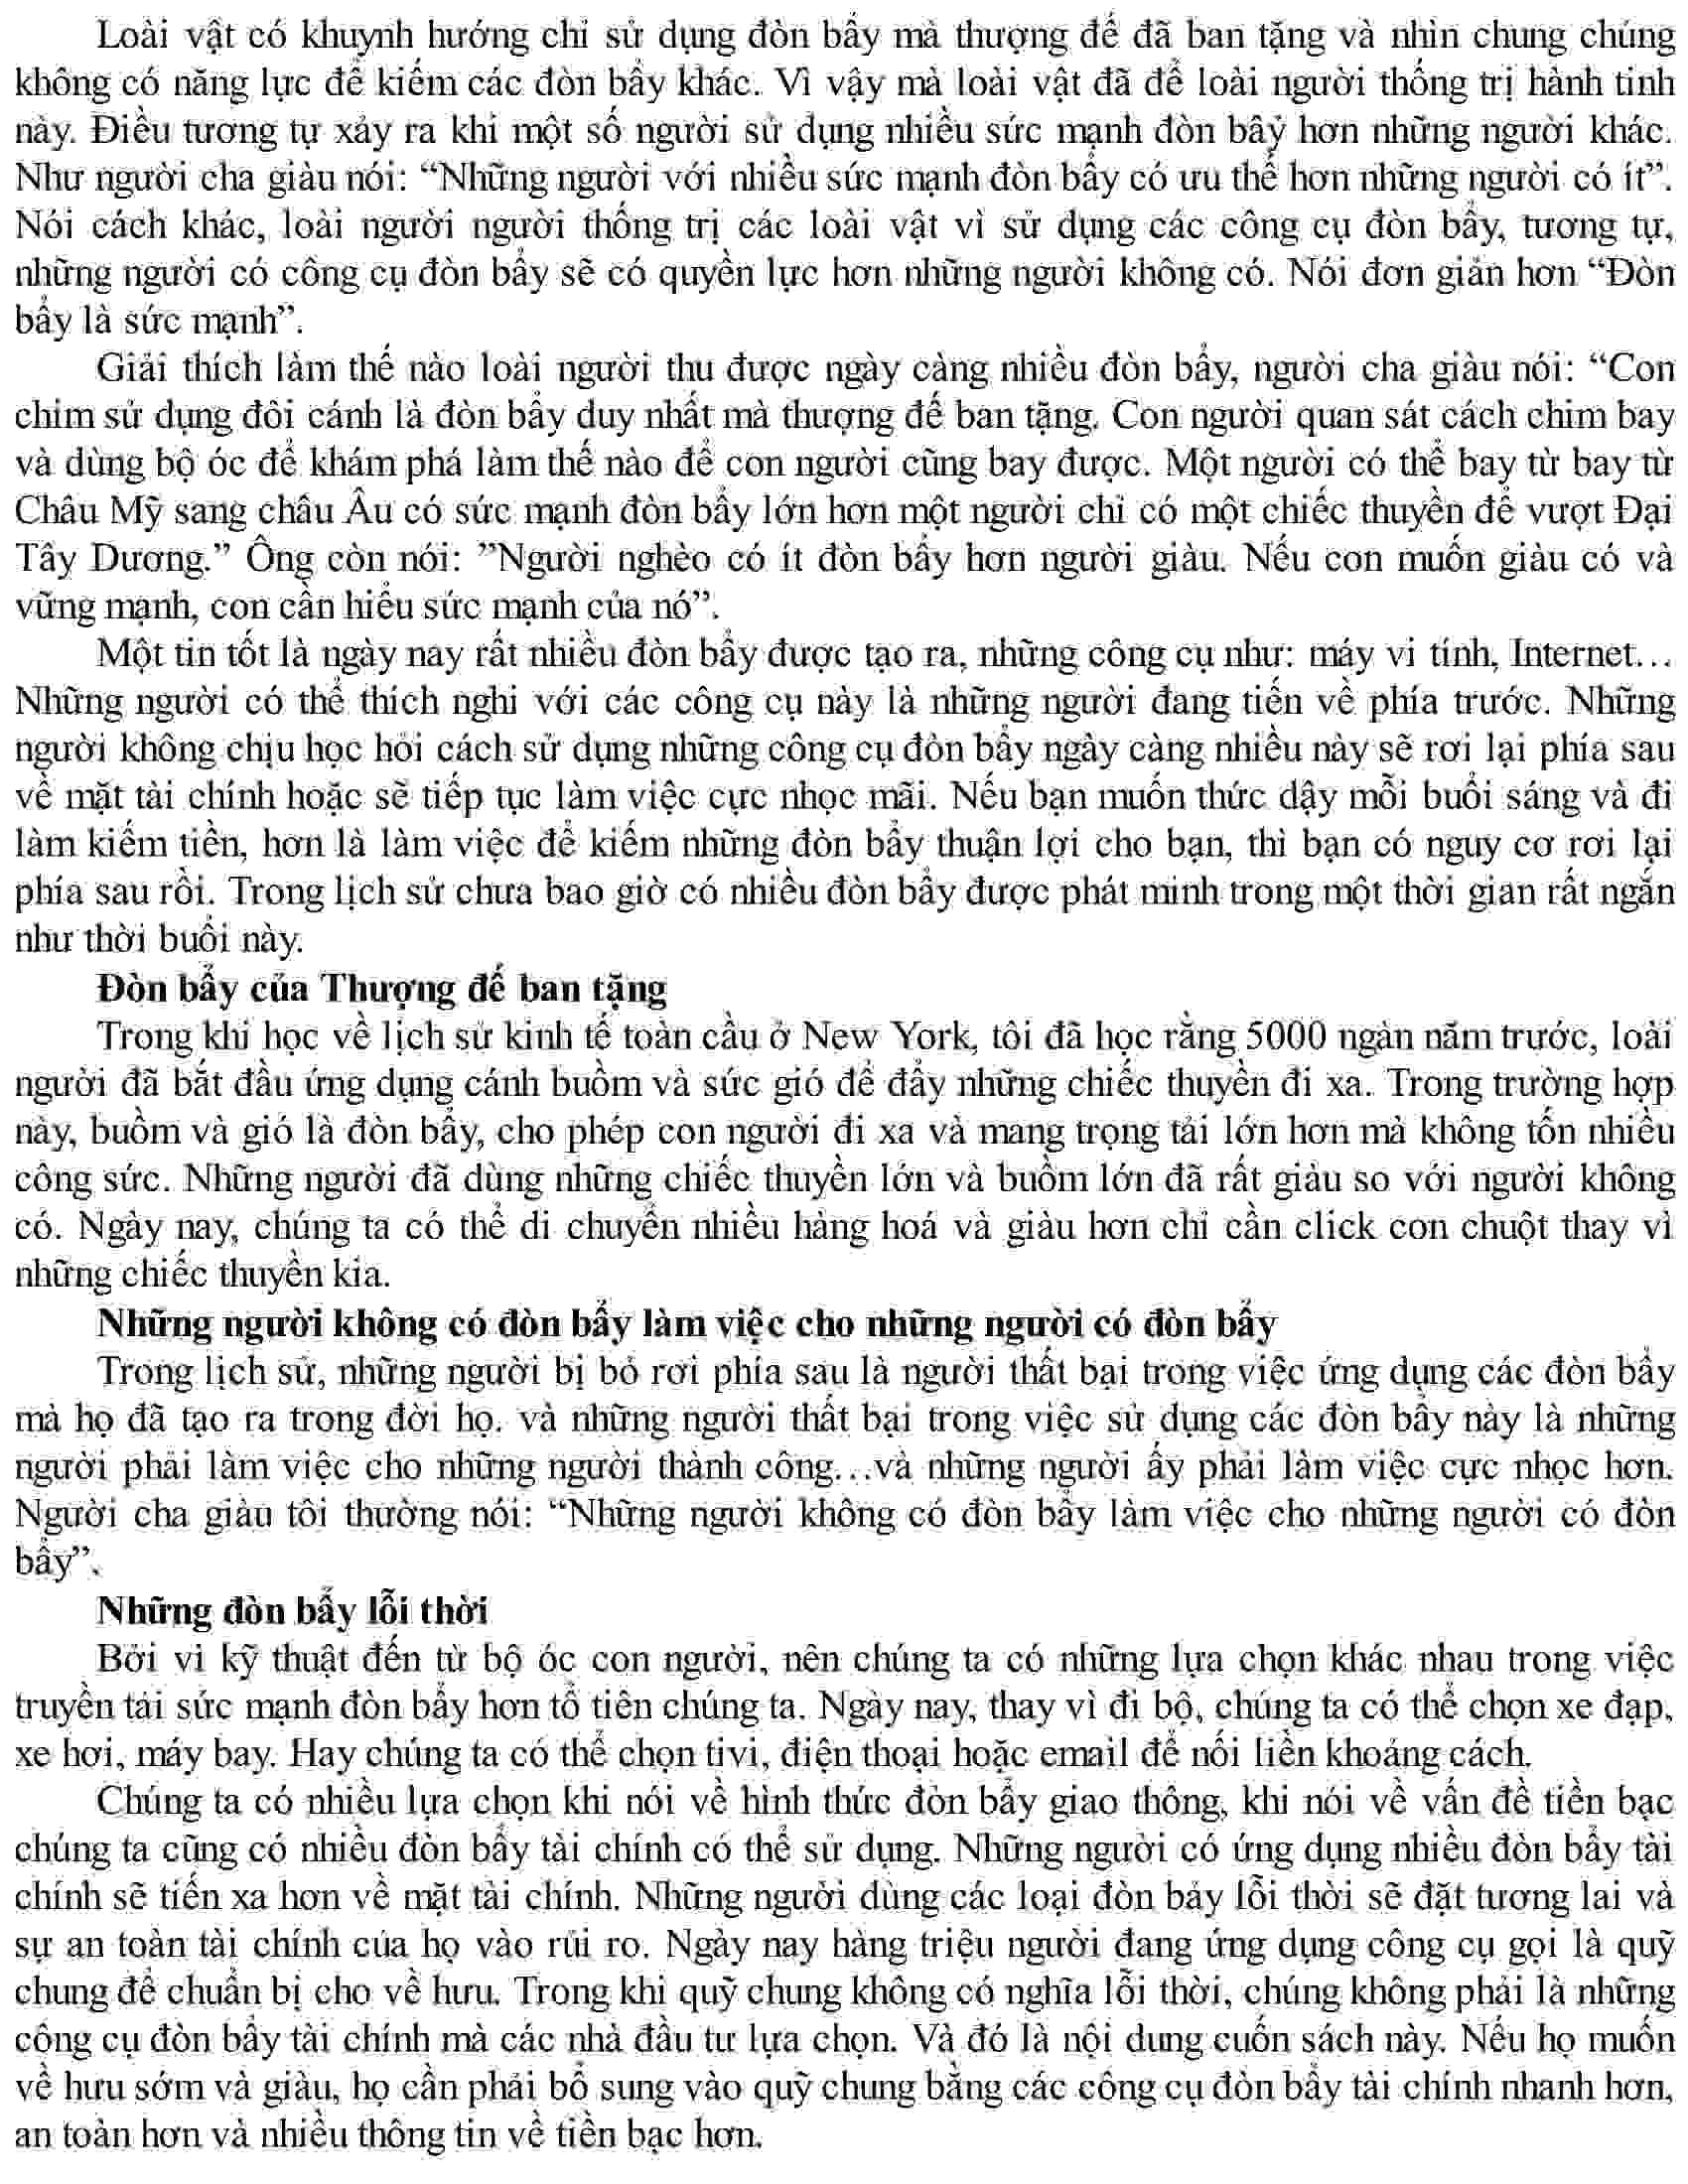 Loài vật có khuynh hướng chỉ sử dụng đòn bẩy mà thượng đế đã ban tặng và nhìn chung chúng
không có năng lực để kiếm các đòn bẩy khác. Vì vậy mà loài vật đã để loài người thống trị hành tinh
này. Điều tương tự xảy ra khi một số người sử dụng nhiều sức mạnh đòn bẩy hơn những người khác.
Như người cha giàu nói: “Những người với nhiều sức mạnh đòn bẩy có ưu thế hơn những người có ít”.
Nói cách khác, loài người người thống trị các loài vật vì sử dụng các công cụ đòn bẩy, tương tự,
những người có công cụ đòn bẩy sẽ có quyền lực hơn những người không có. Nói đơn giản hơn “Đòn
bẩy là sức mạnh”.
Giải thích làm thế nào loài người thu được ngày càng nhiều đòn bẩy, người cha giàu nói: “Con
chim sử dụng đôi cánh là đòn bẩy duy nhất mà thượng đế ban tặng. Con người quan sát cách chim bay
và dùng bộ óc để khám phá làm thế nào để con người cũng bay được. Một người có thể bay từ bay từ
Châu Mỹ sang châu Âu có sức mạnh đòn bẩy lớn hơn một người chỉ có một chiếc thuyền để vượt Đại
Tây Dương.” Ông còn nói: ”Người nghèo có ít đòn bẩy hơn người giàu. Nếu con muốn giàu có và
vững mạnh, con cần hiểu sức mạnh của nó”.
Một tin tốt là ngày nay rất nhiều đòn bẩy được tạo ra, những công cụ như: máy vi tính, Internet…
Những người có thể thích nghi với các công cụ này là những người đang tiến về phía trước. Những
người không chịu học hỏi cách sử dụng những công cụ đòn bẩy ngày càng nhiều này sẽ rơi lại phía sau
về mặt tài chính hoặc sẽ tiếp tục làm việc cực nhọc mãi. Nếu bạn muốn thức dậy mỗi buổi sáng và đi
làm kiếm tiền, hơn là làm việc để kiếm những đòn bẩy thuận lợi cho bạn, thì bạn có nguy cơ rơi lại
phía sau rồi. Trong lịch sử chưa bao giờ có nhiều đòn bẩy được phát minh trong một thời gian rất ngắn
như thời buổi này.
Đòn bẩy của Thượng đế ban tặng
Trong khi học về lịch sử kinh tế toàn cầu ở New York, tôi đã học rằng 5000 ngàn năm trước, loài
người đã bắt đầu ứng dụng cánh buồm và sức gió để đẩy những chiếc thuyền đi xa. Trong trường hợp
này, buồm và gió là đòn bẩy, cho phép con người đi xa và mang trọng tải lớn hơn mà không tốn nhiều
công sức. Những người đã dùng những chiếc thuyền lớn và buồm lớn đã rất giàu so với người không
có. Ngày nay, chúng ta có thể di chuyển nhiều hàng hoá và giàu hơn chỉ cần click con chuột thay vì
những chiếc thuyền kia.
Những người không có đòn bẩy làm việc cho những người có đòn bẩy
Trong lịch sử, những người bị bỏ rơi phía sau là người thất bại trong việc ứng dụng các đòn bẩy
mà họ đã tạo ra trong đời họ. và những người thất bại trong việc sử dụng các đòn bẩy này là những
người phải làm việc cho những người thành công…và những người ấy phải làm việc cực nhọc hơn.
Người cha giàu tôi thường nói: “Những người không có đòn bẩy làm việc cho những người có đòn
bẩy”.
Những đòn bẩy lỗi thời
Bởi vì kỹ thuật đến từ bộ óc con người, nên chúng ta có những lựa chọn khác nhau trong việc
truyền tải sức mạnh đòn bẩy hơn tổ tiên chúng ta. Ngày nay, thay vì đi bộ, chúng ta có thể chọn xe đạp,
xe hơi, máy bay. Hay chúng ta có thể chọn tivi, điện thoại hoặc email để nối liền khoảng cách.
Chúng ta có nhiều lựa chọn khi nói về hình thức đòn bẩy giao thông, khi nói về vấn đề tiền bạc
chúng ta cũng có nhiều đòn bẩy tài chính có thể sử dụng. Những người có ứng dụng nhiều đòn bẩy tài
chính sẽ tiến xa hơn về mặt tài chính. Những người dùng các loại đòn bảy lỗi thời sẽ đặt tương lai và
sự an toàn tài chính của họ vào rủi ro. Ngày nay hàng triệu người đang ứng dụng công cụ gọi là quỹ
chung để chuẩn bị cho về hưu. Trong khi quỹ chung không có nghĩa lỗi thời, chúng không phải là những
công cụ đòn bẩy tài chính mà các nhà đầu tư lựa chọn. Và đó là nội dung cuốn sách này. Nếu họ muốn
về hưu sớm và giàu, họ cần phải bổ sung vào quỹ chung bằng các công cụ đòn bẩy tài chính nhanh hơn,
an toàn hơn và nhiều thông tin về tiền bạc hơn.